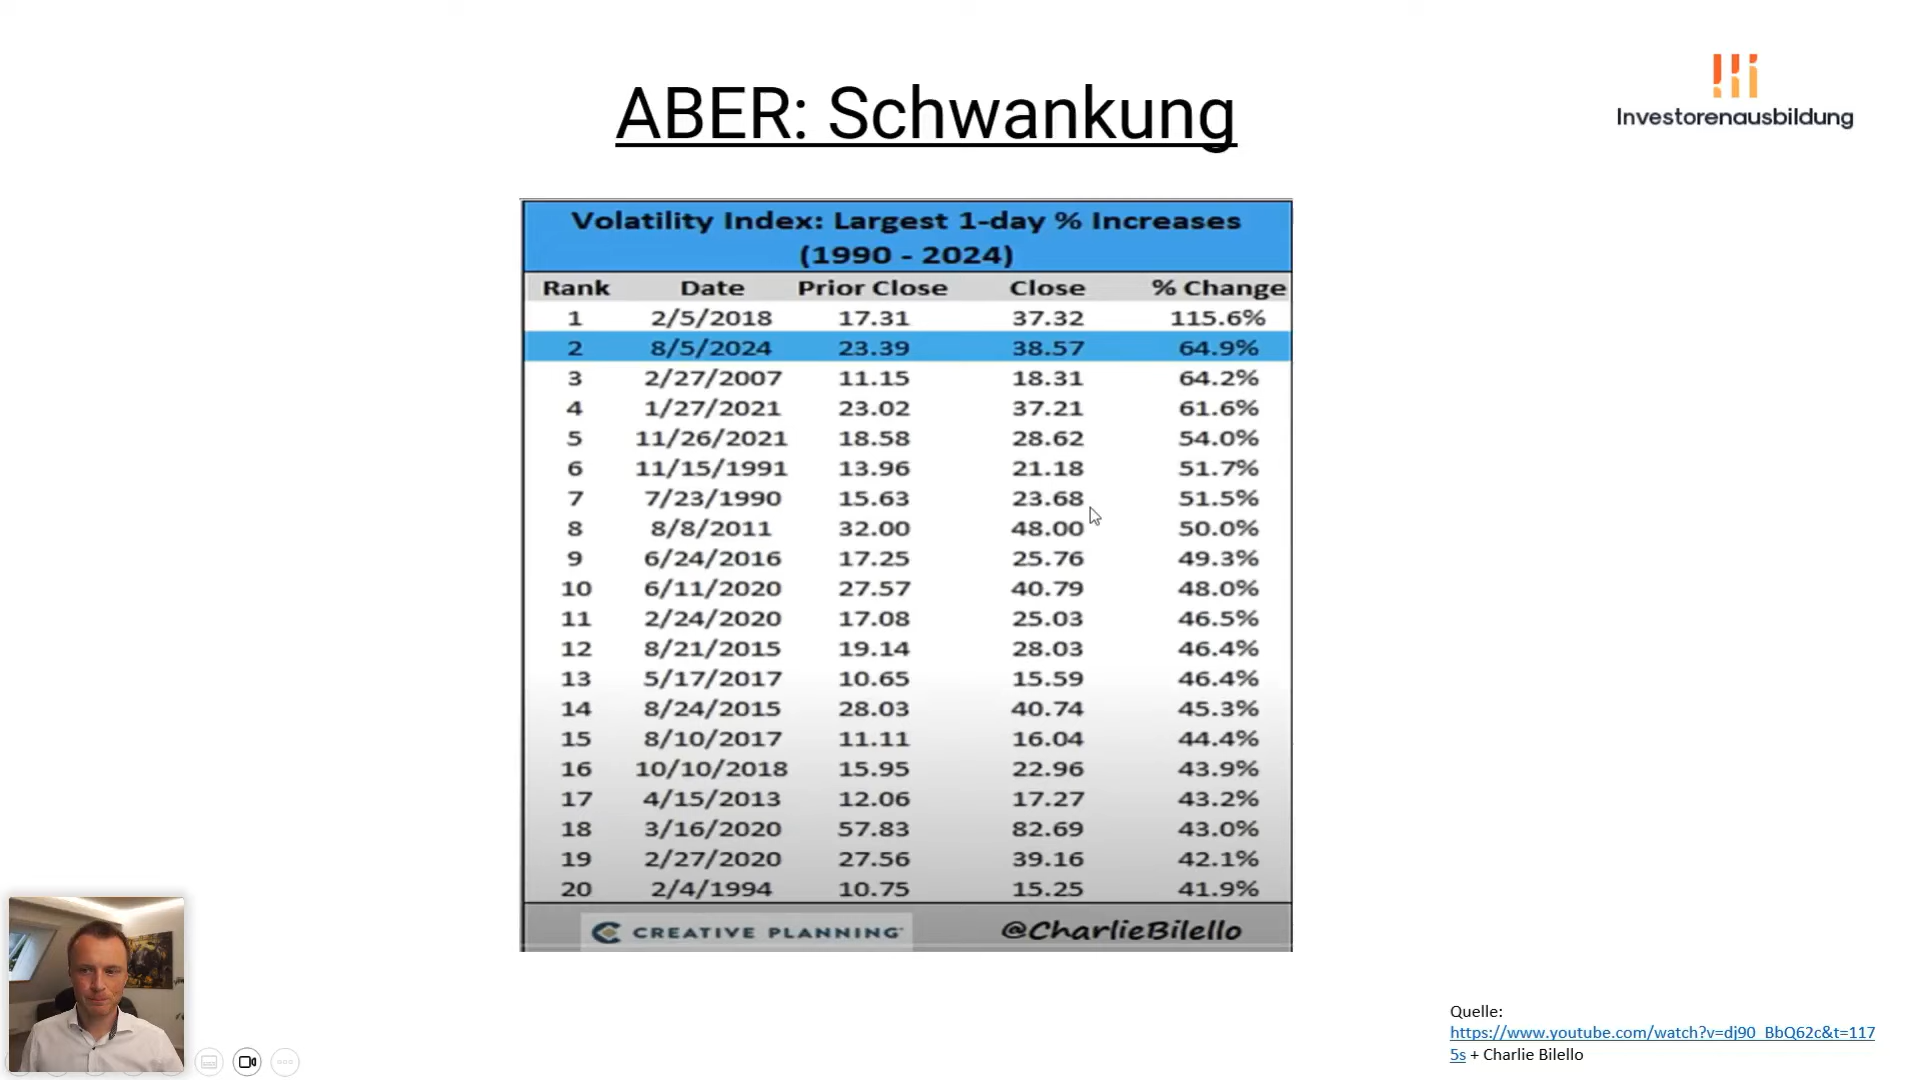 ABER: Schwankung
Investorenausbildung
Volatility Index: Largest 1-day % Increases
(1990 - 2024)
Rank Date Prior Close Close % Change
1 2/5/2018 17.31 37.32 115.6%
2 8/5/2024 23.39 38.57 64.9%
3 2/27/2007 11.15 18.31 64.2%
4 1/27/2021 23.02 37.21 61.6%
5 11/26/2021 18.58 28.62 54.0%
6 11/15/1991 13.96 21.18 51.7%
7 7/23/1990 15.63 23.68 51.5%
8 8/8/2011 32.00 48.00 50.0%
9 6/24/2016 17.25 25.76 49.3%
10 6/11/2020 27.57 40.79 48.0%
11 2/24/2020 17.08 25.03 46.5%
12 8/21/2015 19.14 28.03 46.4%
13 5/17/2017 10.65 15.59 46.4%
14 8/24/2015 28.03 40.74 45.3%
15 8/10/2017 11.11 16.04 44.4%
16 10/10/2018 15.95 22.96 43.9%
17 4/15/2013 12.06 17.27 43.2%
18 3/16/2020 57.83 82.69 43.0%
19 2/27/2020 27.56 39.16 42.1%
20 2/4/1994 10.75 15.25 41.9%
CREATIVE PLANNING @CharlieBilello
Quelle:
https://www.youtube.com/watch?v=dj90_BbQ62c&t=117
5s + Charlie Bilello